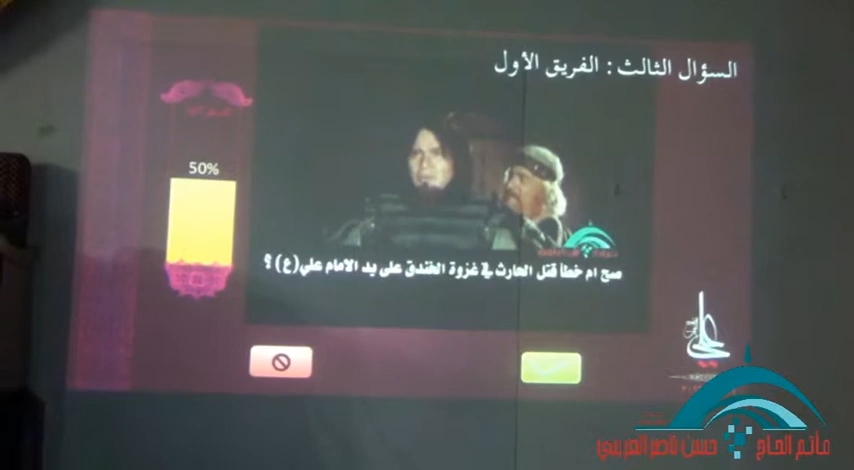 السؤال الثالث : الفريق الأول
50%
صح ام خطأ قتل الحارث في غزوة الخندق على يد الامام علي (ع) ؟
علي
مأتم الحاج حسن ناصر العريبي